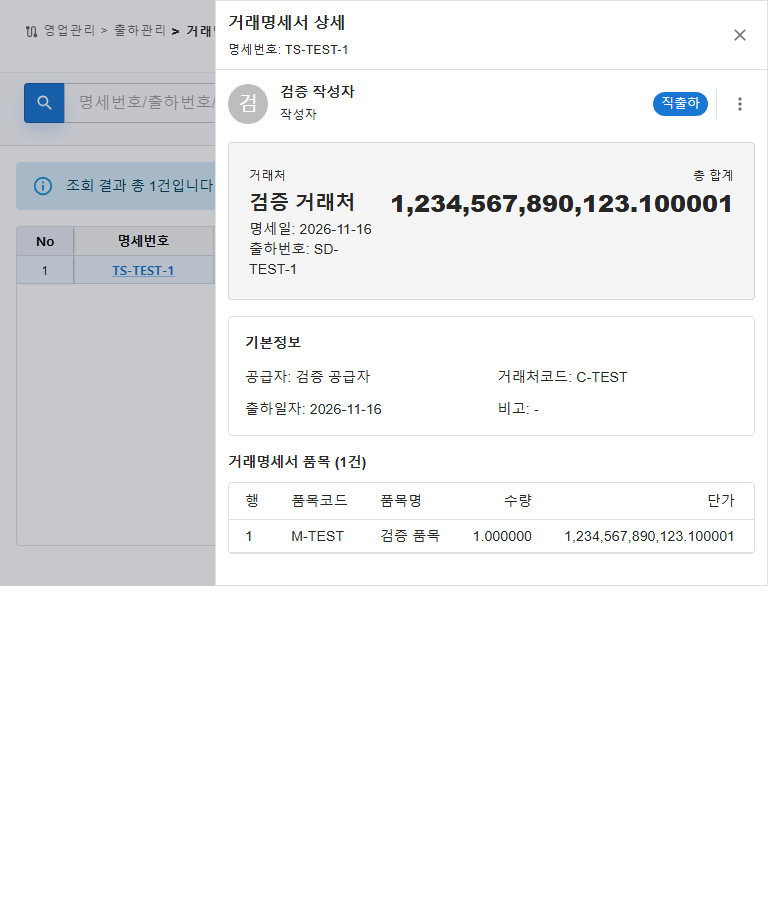 영업관리 > 출하관리 > 거래명
명세번호/출하번호/
조회 결과 총 1건입니다
No 명세번호
1 TS-TEST-1
거래명세서 상세
명세번호: TS-TEST-1
검
검증 작성자
작성자
직출하
거래처
검증 거래처
명세일: 2026-11-16
출하번호: SD-
TEST-1
총 합계
1,234,567,890,123.100001
기본정보
공급자: 검증 공급자 거래처코드: C-TEST
출하일자: 2026-11-16 비고: -
거래명세서 품목 (1건)
행 품목코드 품목명 수량 단가
1 M-TEST 검증 품목 1.000000 1,234,567,890,123.100001